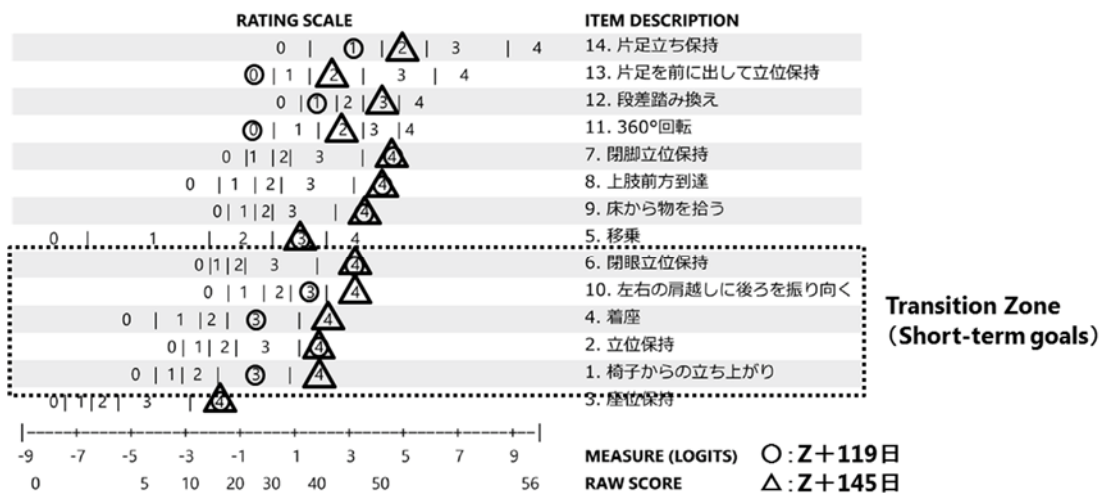 RATING SCALE ITEM DESCRIPTION
0 | 1 | 2 | 3 | 4 14. 片足立ち保持
0 | 1 | 2 | 3 | 4 13. 片足を前に出して立位保持
0 | 1 | 2 | 3 | 4 12. 段差踏み換え
0 | 1 | 2 | 3 | 4 11. 360°回転
0 | 1 | 2 | 3 | 4 7. 閉脚立位保持
0 | 1 | 2 | 3 | 4 8. 上肢前方到達
0 | 1 | 2 | 3 | 4 9. 床から物を拾う
0 | 1 | 2 | 3 | 4 5. 移乗
0 | 1 | 2 | 3 | 4 6. 閉眼立位保持
0 | 1 | 2 | 3 | 4 10. 左右の肩越しに後ろを振り向く
0 | 1 | 2 | 3 | 4 4. 着座
0 | 1 | 2 | 3 | 4 2. 立位保持
0 | 1 | 2 | 3 | 4 1. 椅子からの立ち上がり
0 | 1 | 2 | 3 | 4 3. 座位保持
Transition Zone
（Short-term goals）
-9 -7 -5 -3 -1 1 3 5 7 9 MEASURE (LOGITS) ○：Z＋119日
0 5 10 20 30 40 50 56 RAW SCORE △：Z＋145日